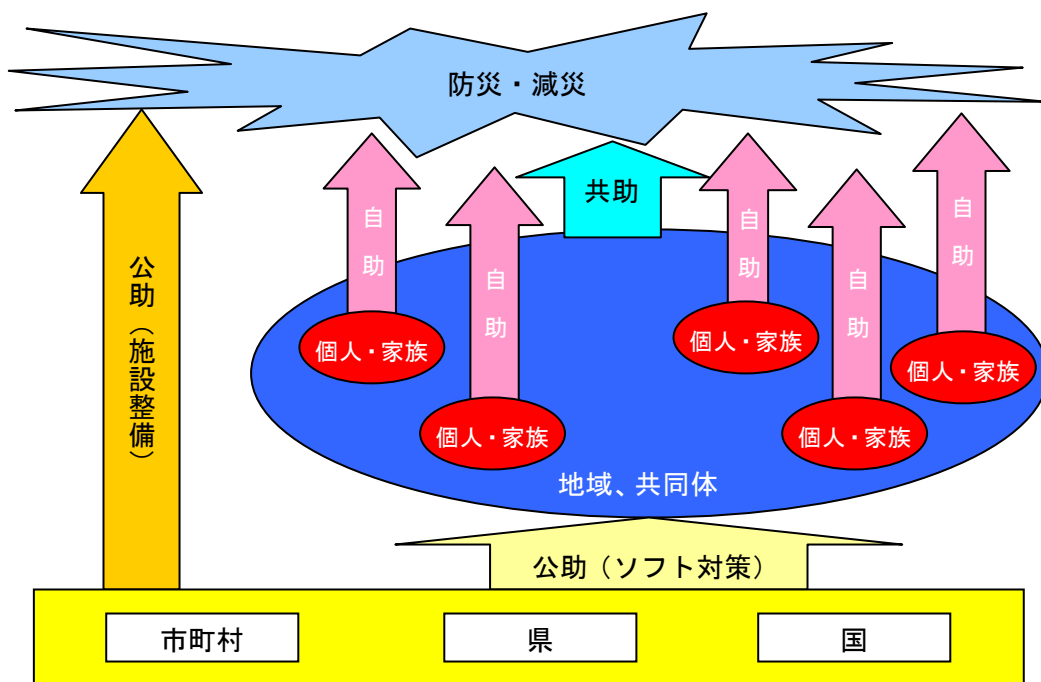 防災・減災
共助
自助
自助
自助
自助
自助
公助（施設整備）
個人・家族
個人・家族
個人・家族
個人・家族
個人・家族
地域、共同体
公助（ソフト対策）
市町村
県
国